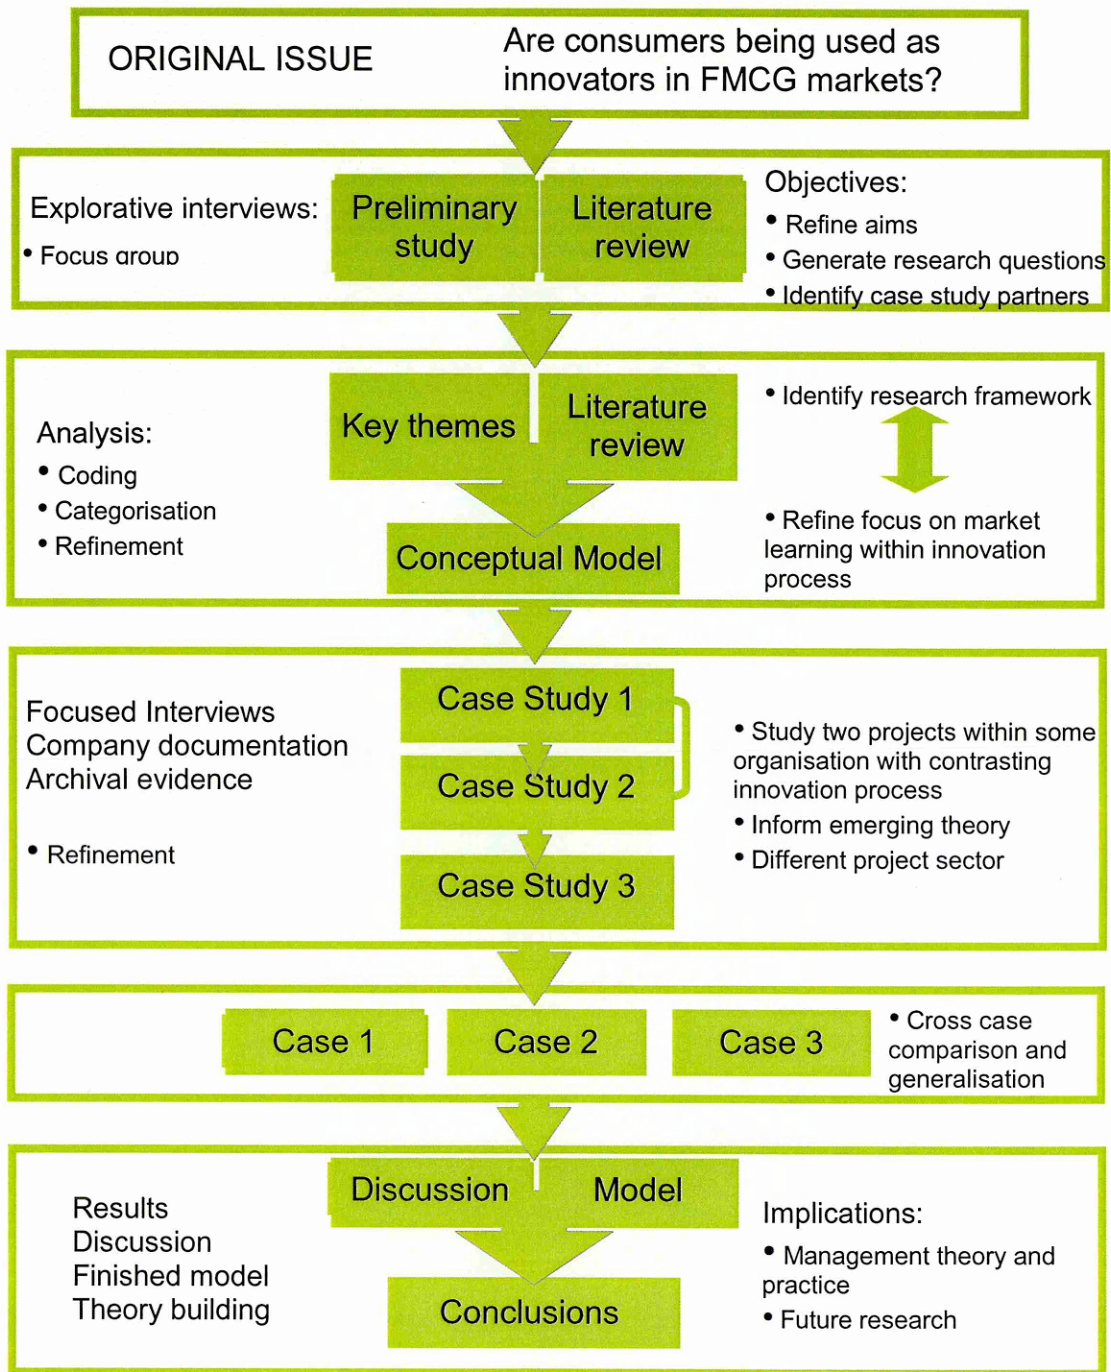 ORIGINAL ISSUE
Are consumers being used as
innovators in FMCG markets?
Explorative interviews:
• Focus group
Preliminary
study
Literature
review
Objectives:
• Refine aims
• Generate research questions
• Identify case study partners
Analysis:
• Coding
• Categorisation
• Refinement
Key themes
Literature
review
Conceptual Model
• Identify research framework
• Refine focus on market
learning within innovation
process
Focused Interviews
Company documentation
Archival evidence
• Refinement
Case Study 1
Case Study 2
Case Study 3
• Study two projects within some
organisation with contrasting
innovation process
• Inform emerging theory
• Different project sector
Case 1
Case 2
Case 3
• Cross case
comparison and
generalisation
Results
Discussion
Finished model
Theory building
Discussion
Model
Conclusions
Implications:
• Management theory and
practice
• Future research